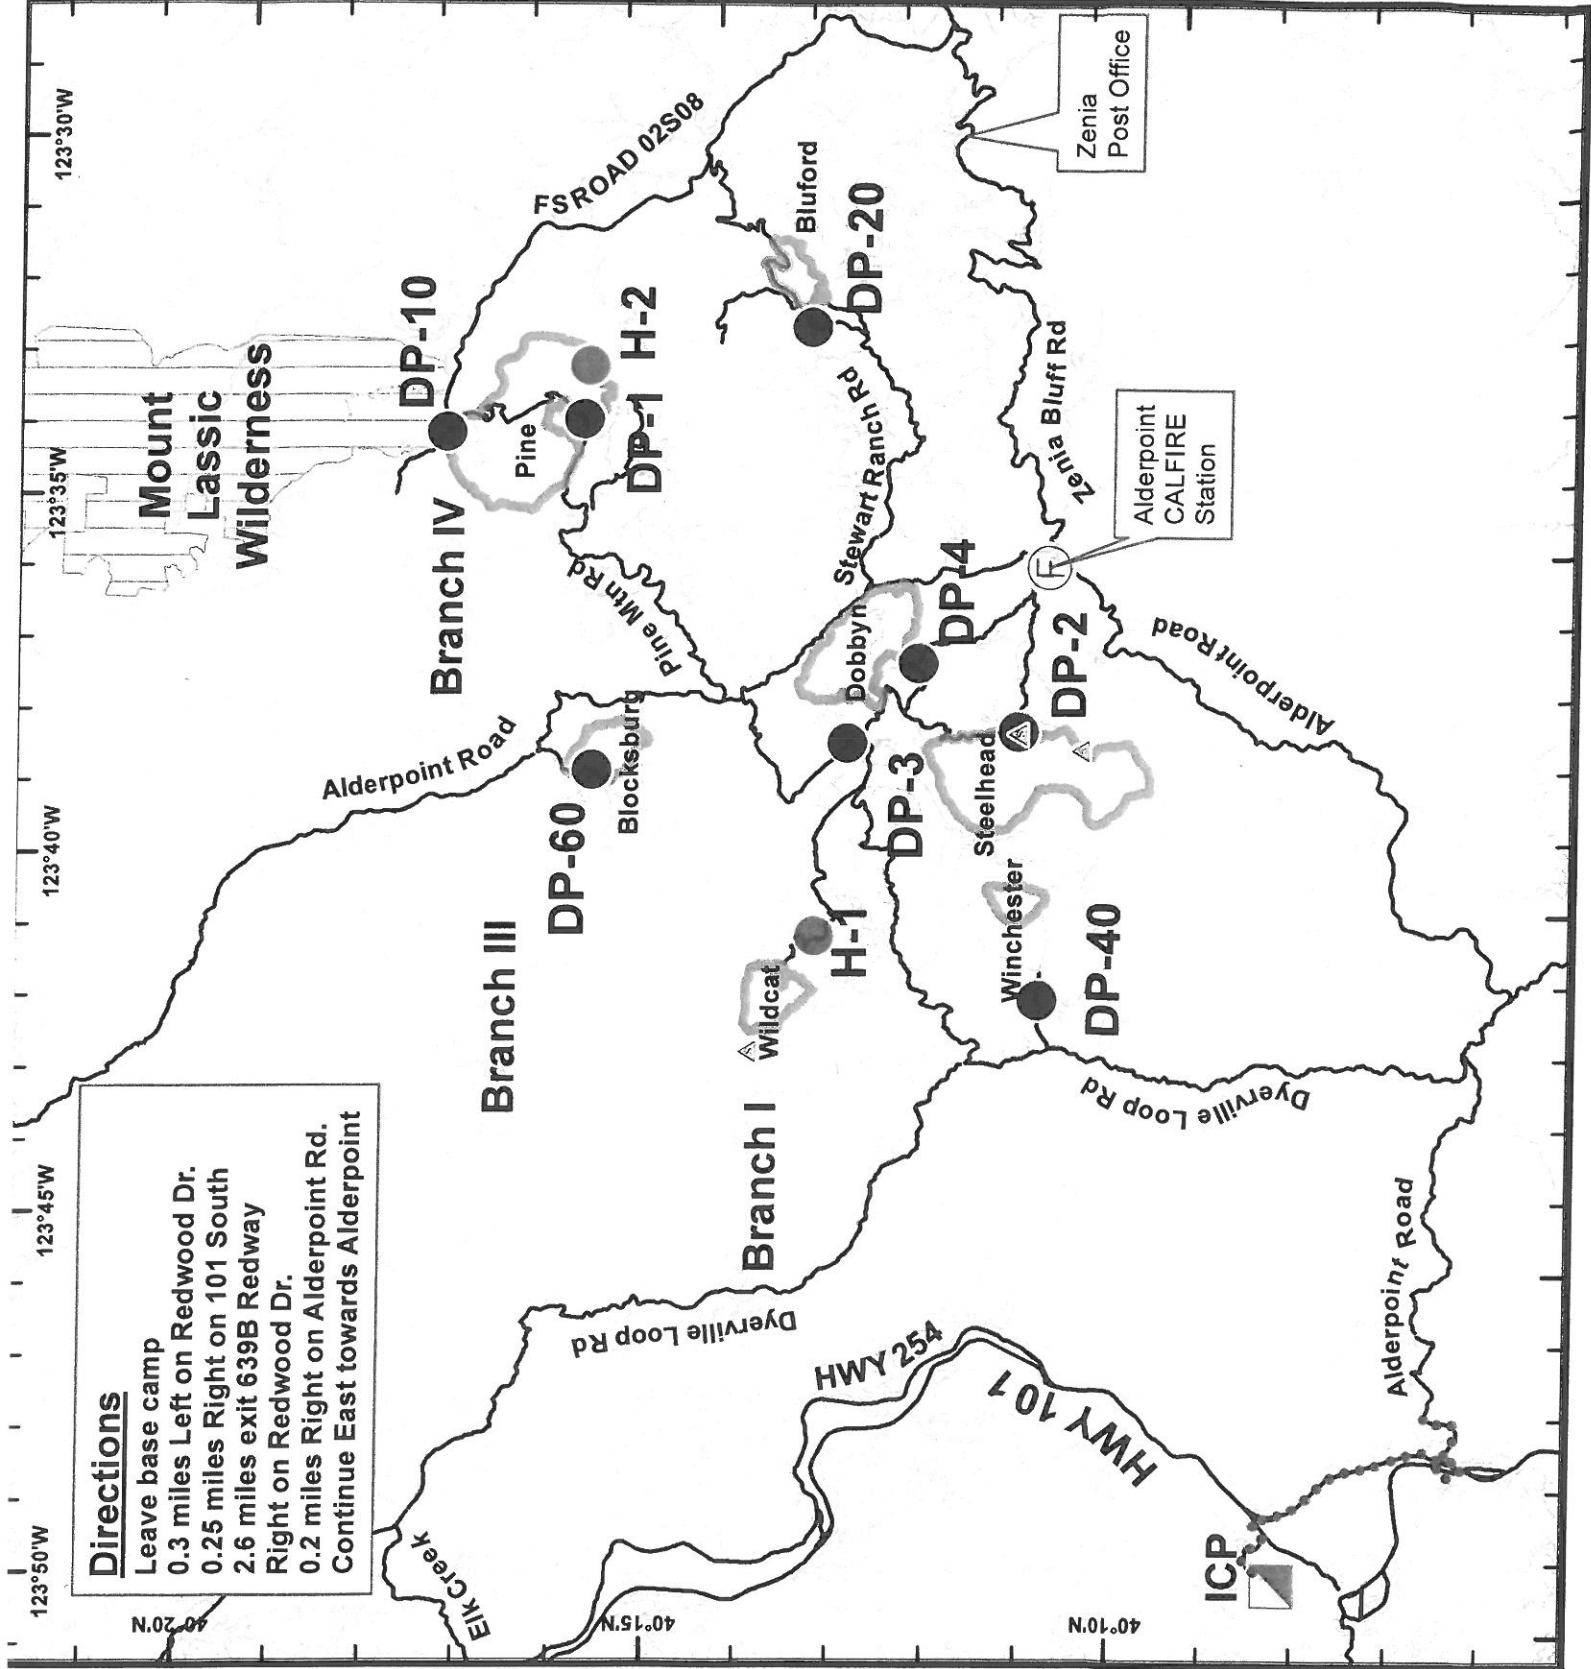 Directions
Leave base camp
0.3 miles Left on Redwood Dr.
0.25 miles Right on 101 South
2.6 miles exit 639B Redway
Right on Redwood Dr.
0.2 miles Right on Alderpoint Rd.
Continue East towards Alderpoint
123°50'W
123°45'W
123°40'W
123°35'W
123°30'W
40°20'N
40°15'N
40°10'N
Mount
Lassic
Wilderness
DP-10
FSROAD 02S08
Branch IV
Pine
H-2
DP-1
Bluford
DP-20
Alderpoint Road
Pine Mtn Rd
Stewart Ranch Rd
Zenia
Post Office
Zenia Bluff Rd
Branch III
DP-60
Blocksburg
Dobbyn
DP-4
Alderpoint
CALFIRE
Station
F
DP-3
DP-2
Steelhead
Alderpoint Road
Wildcat
H-1
Winchester
DP-40
Branch I
Dyerville Loop Rd
Dyerville Loop Rd
Elk Creek
HWY 254
HWY 101
Alderpoint Road
ICP